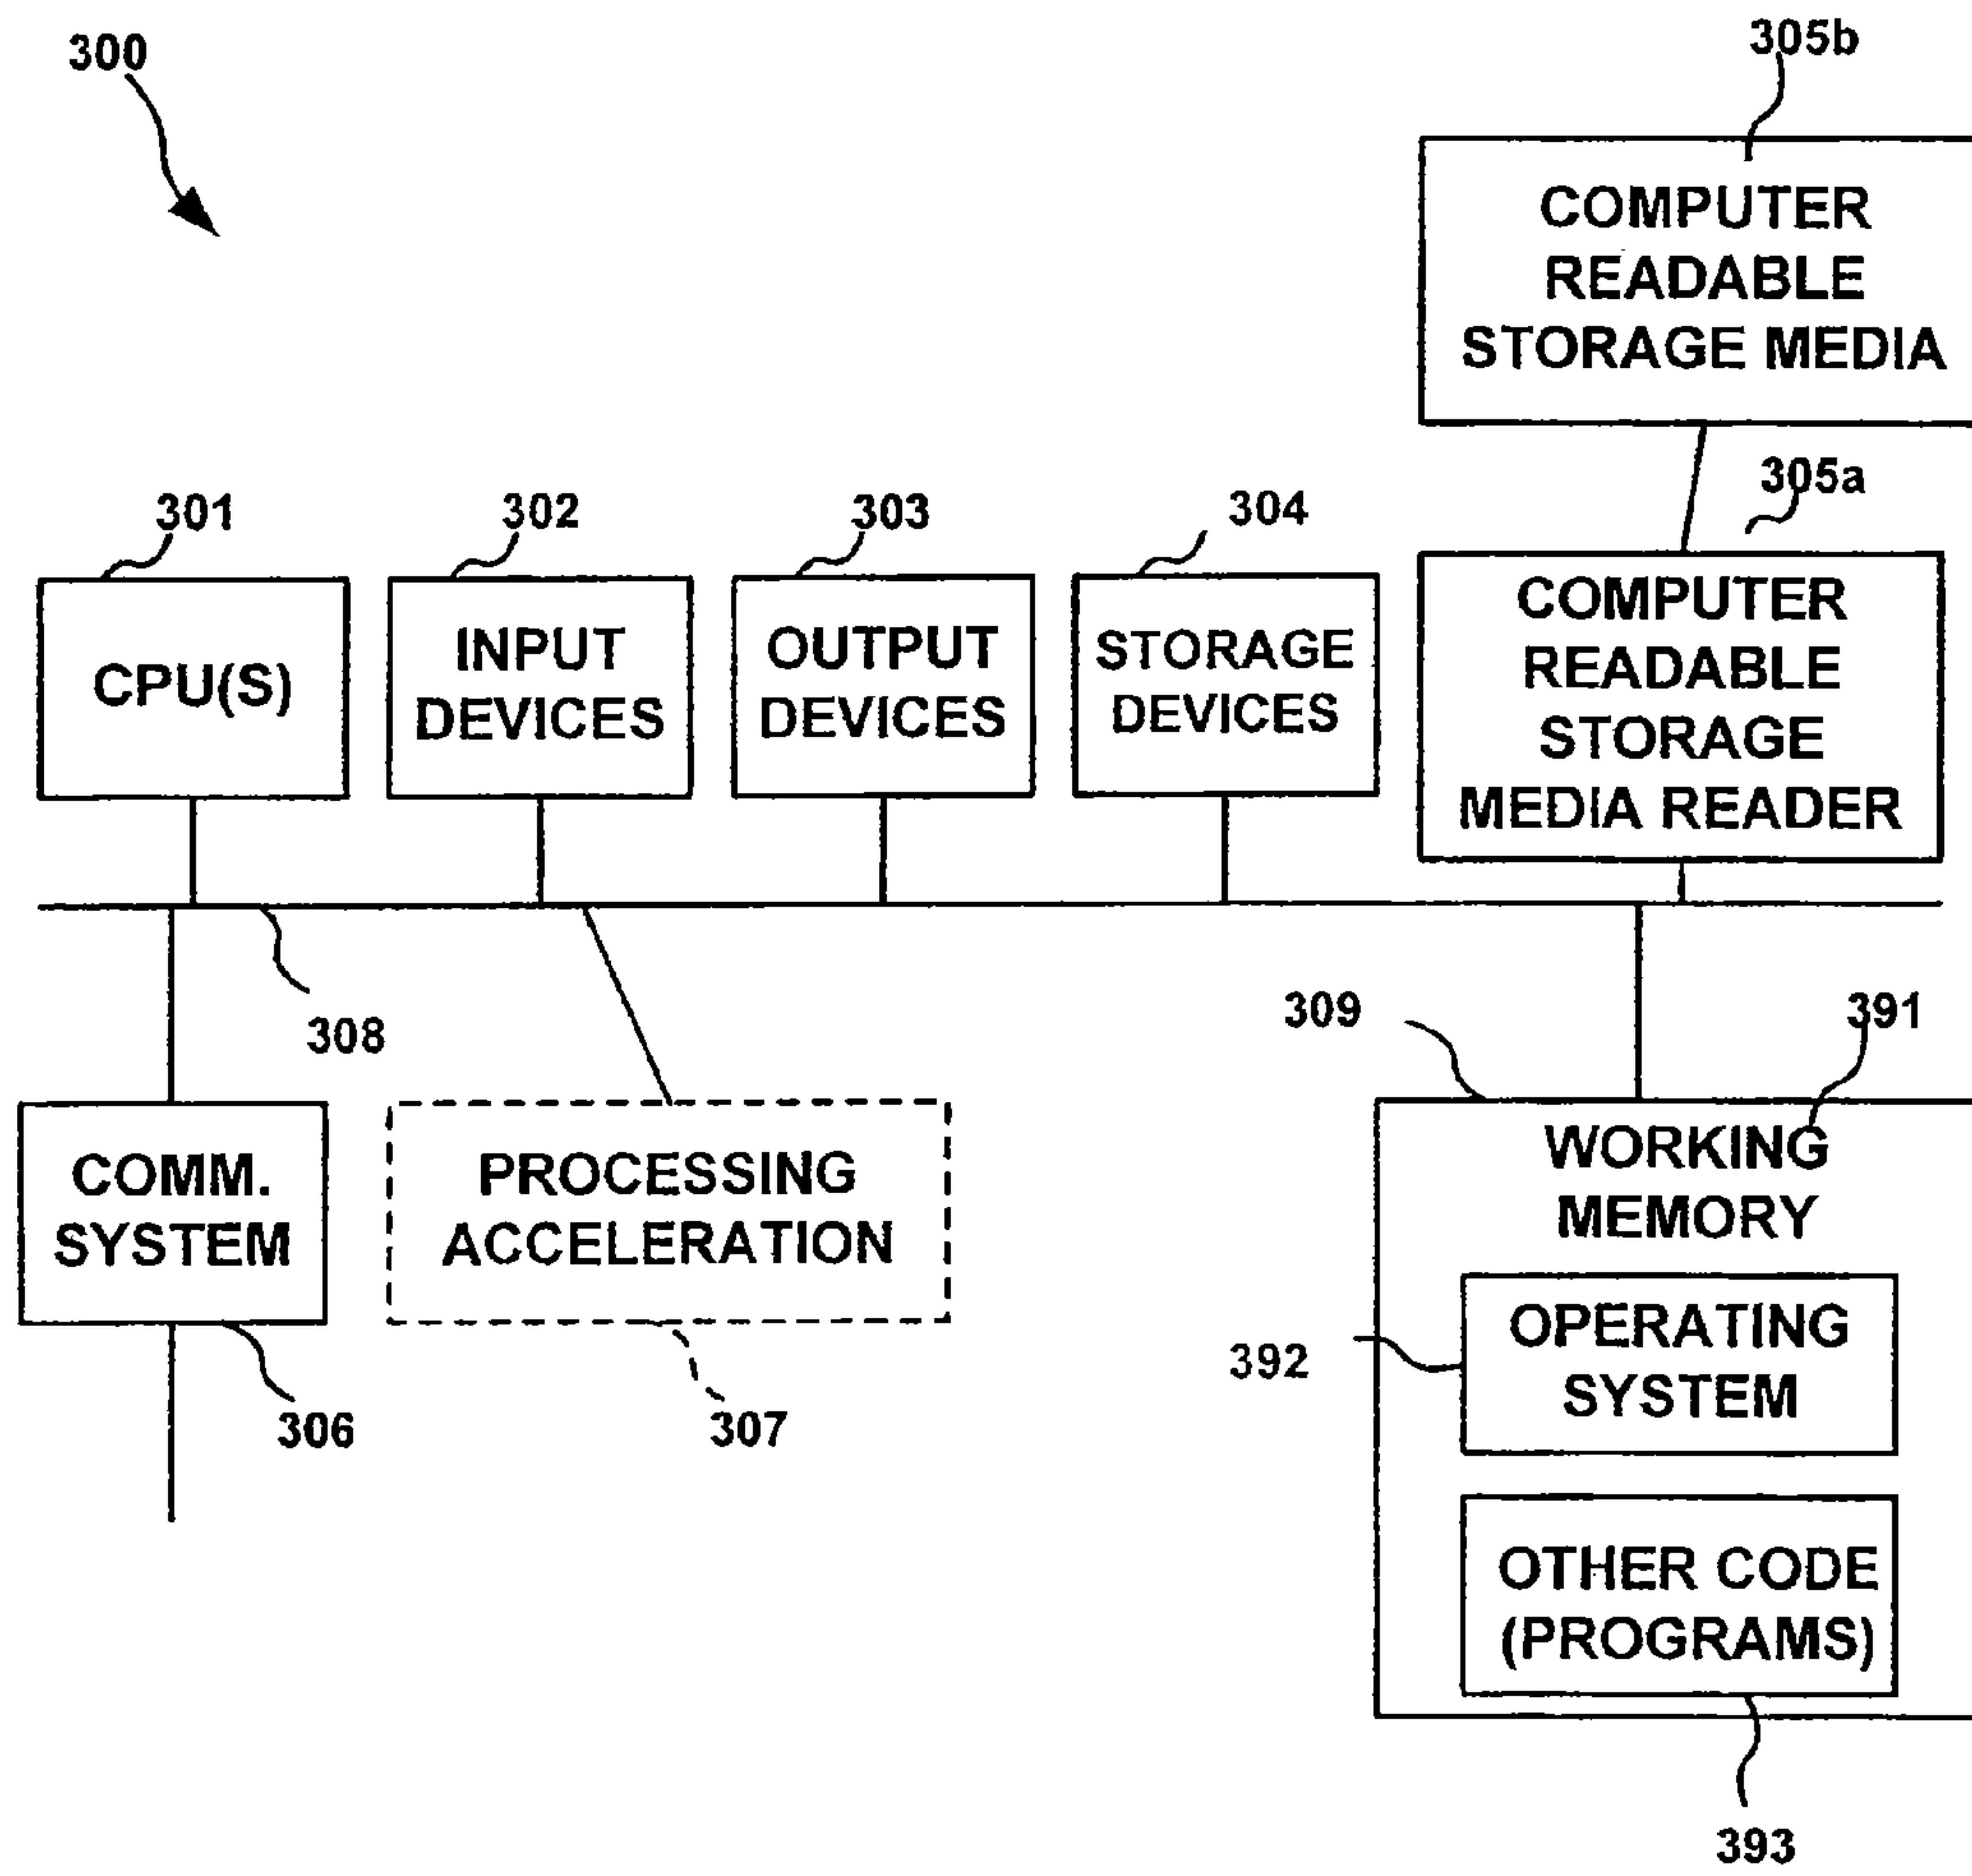 300
305b
COMPUTER
READABLE
STORAGE MEDIA
305a
301
302
303
304
CPU(S)
INPUT
DEVICES
OUTPUT
DEVICES
STORAGE
DEVICES
COMPUTER
READABLE
STORAGE
MEDIA READER
308
309
391
COMM.
SYSTEM
PROCESSING
ACCELERATION
WORKING
MEMORY
306
307
392
OPERATING
SYSTEM
OTHER CODE
(PROGRAMS)
393